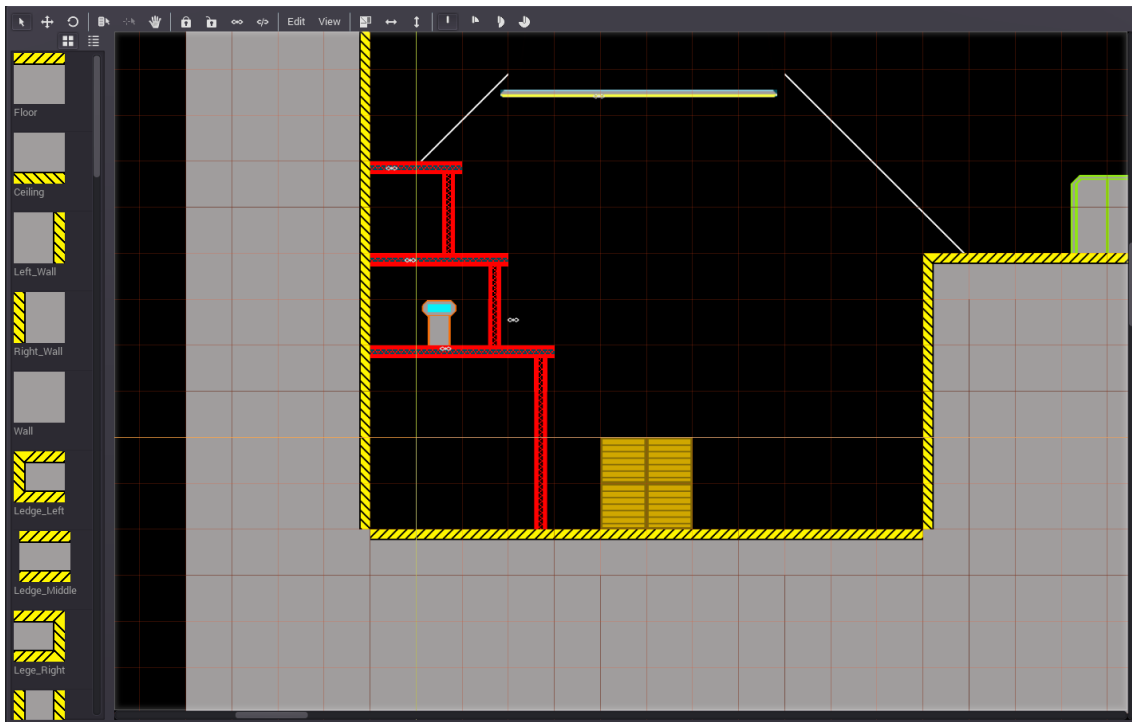 Edit View
Floor
Ceiling
Left_Wall
Right_Wall
Wall
Ledge_Left
Ledge_Middle
Lege_Right